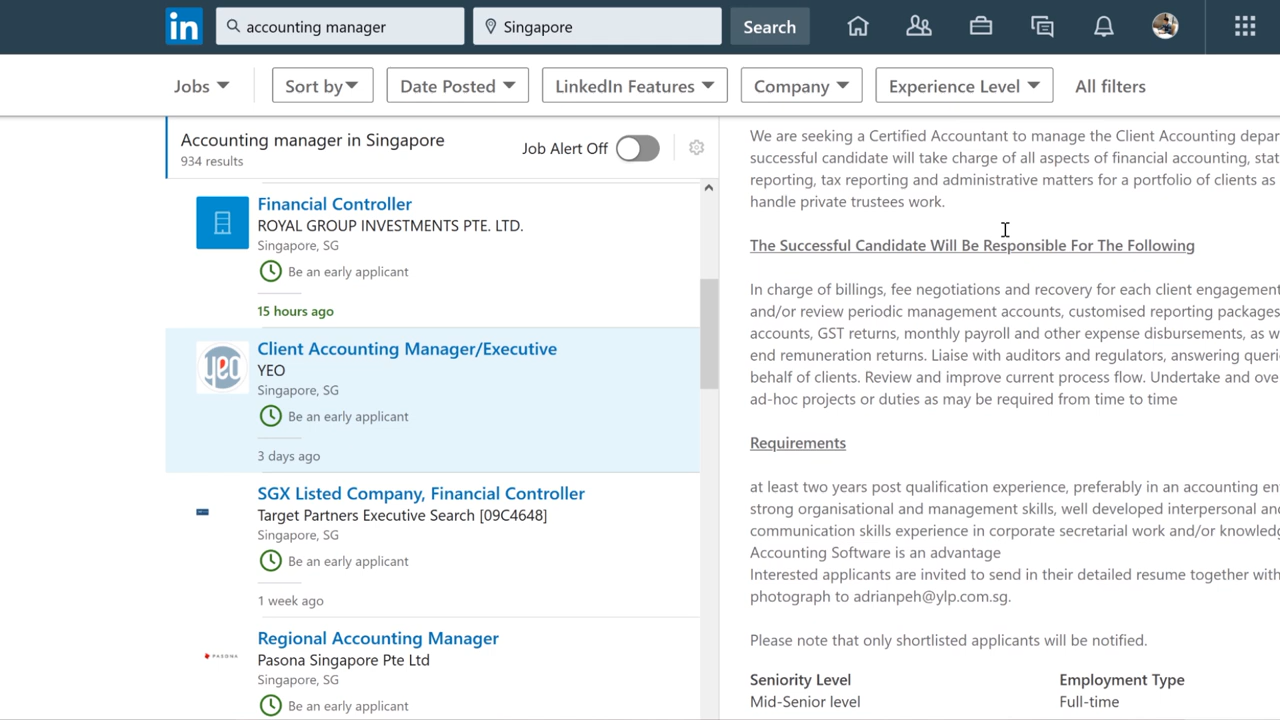 in
accounting manager
Singapore
Search
Jobs
Sort by
Date Posted
LinkedIn Features
Company
Experience Level
All filters
Accounting manager in Singapore
934 results
Job Alert Off
Financial Controller
ROYAL GROUP INVESTMENTS PTE. LTD.
Singapore, SG
Be an early applicant
15 hours ago
yeo
Client Accounting Manager/Executive
YEO
Singapore, SG
Be an early applicant
3 days ago
SGX Listed Company, Financial Controller
Target Partners Executive Search [09C4648]
Singapore, SG
Be an early applicant
1 week ago
PASONA
Regional Accounting Manager
Pasona Singapore Pte Ltd
Singapore, SG
Be an early applicant
We are seeking a Certified Accountant to manage the Client Accounting depar
successful candidate will take charge of all aspects of financial accounting, stat
reporting, tax reporting and administrative matters for a portfolio of clients as
handle private trustees work.
The Successful Candidate Will Be Responsible For The Following
In charge of billings, fee negotiations and recovery for each client engagement
and/or review periodic management accounts, customised reporting packages
accounts, GST returns, monthly payroll and other expense disbursements, as w
end remuneration returns. Liaise with auditors and regulators, answering queri
behalf of clients. Review and improve current process flow. Undertake and ove
ad-hoc projects or duties as may be required from time to time
Requirements
at least two years post qualification experience, preferably in an accounting en
strong organisational and management skills, well developed interpersonal and
communication skills experience in corporate secretarial work and/or knowledg
Accounting Software is an advantage
Interested applicants are invited to send in their detailed resume together with
photograph to adrianpeh@ylp.com.sg.
Please note that only shortlisted applicants will be notified.
Seniority Level
Employment Type
Mid-Senior level
Full-time